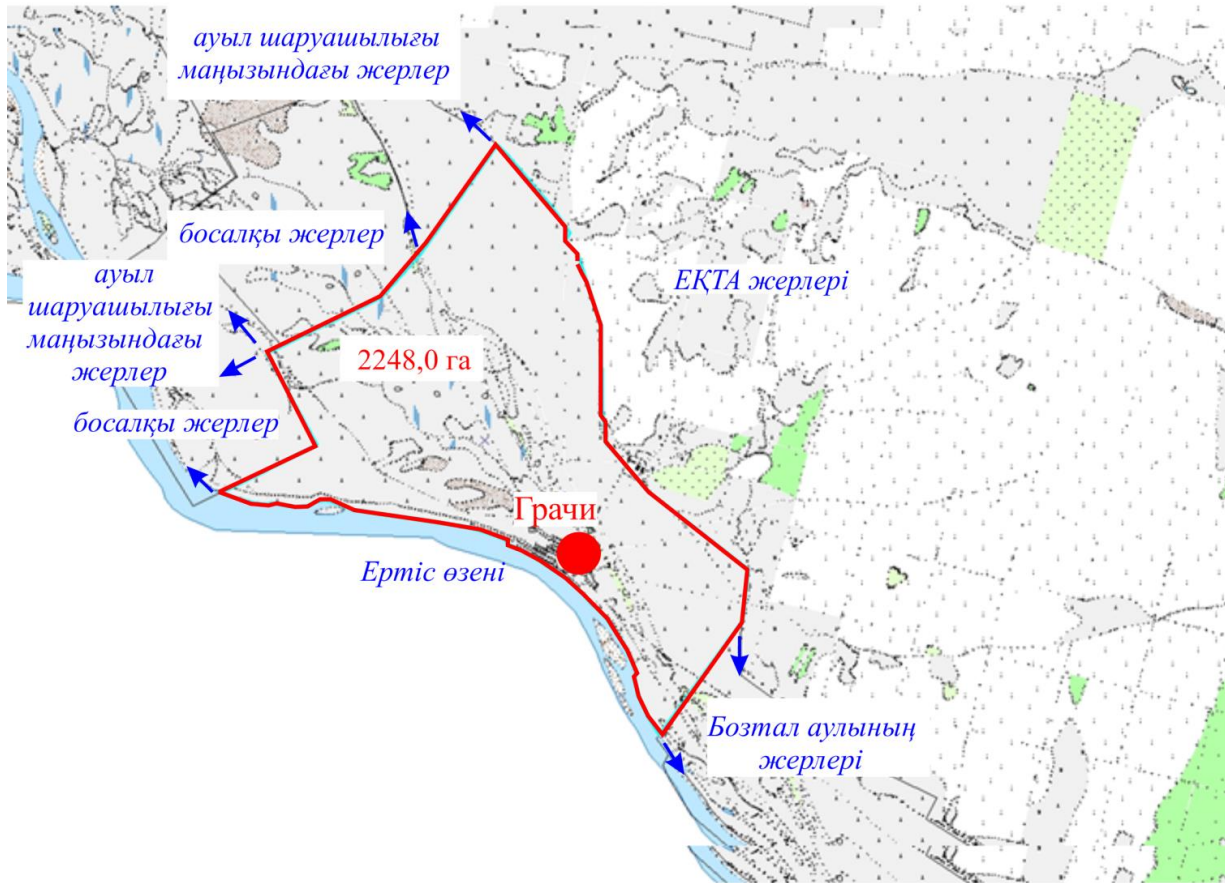 ауыл шаруашылығы
маңызындағы жерлер
босалқы жерлер
ауыл
шаруашылығы
маңызындағы
жерлер
ЕҚТА жерлері
2248,0 га
босалқы жерлер
Грачи
Ертіс өзені
Бозтал аулының
жерлері